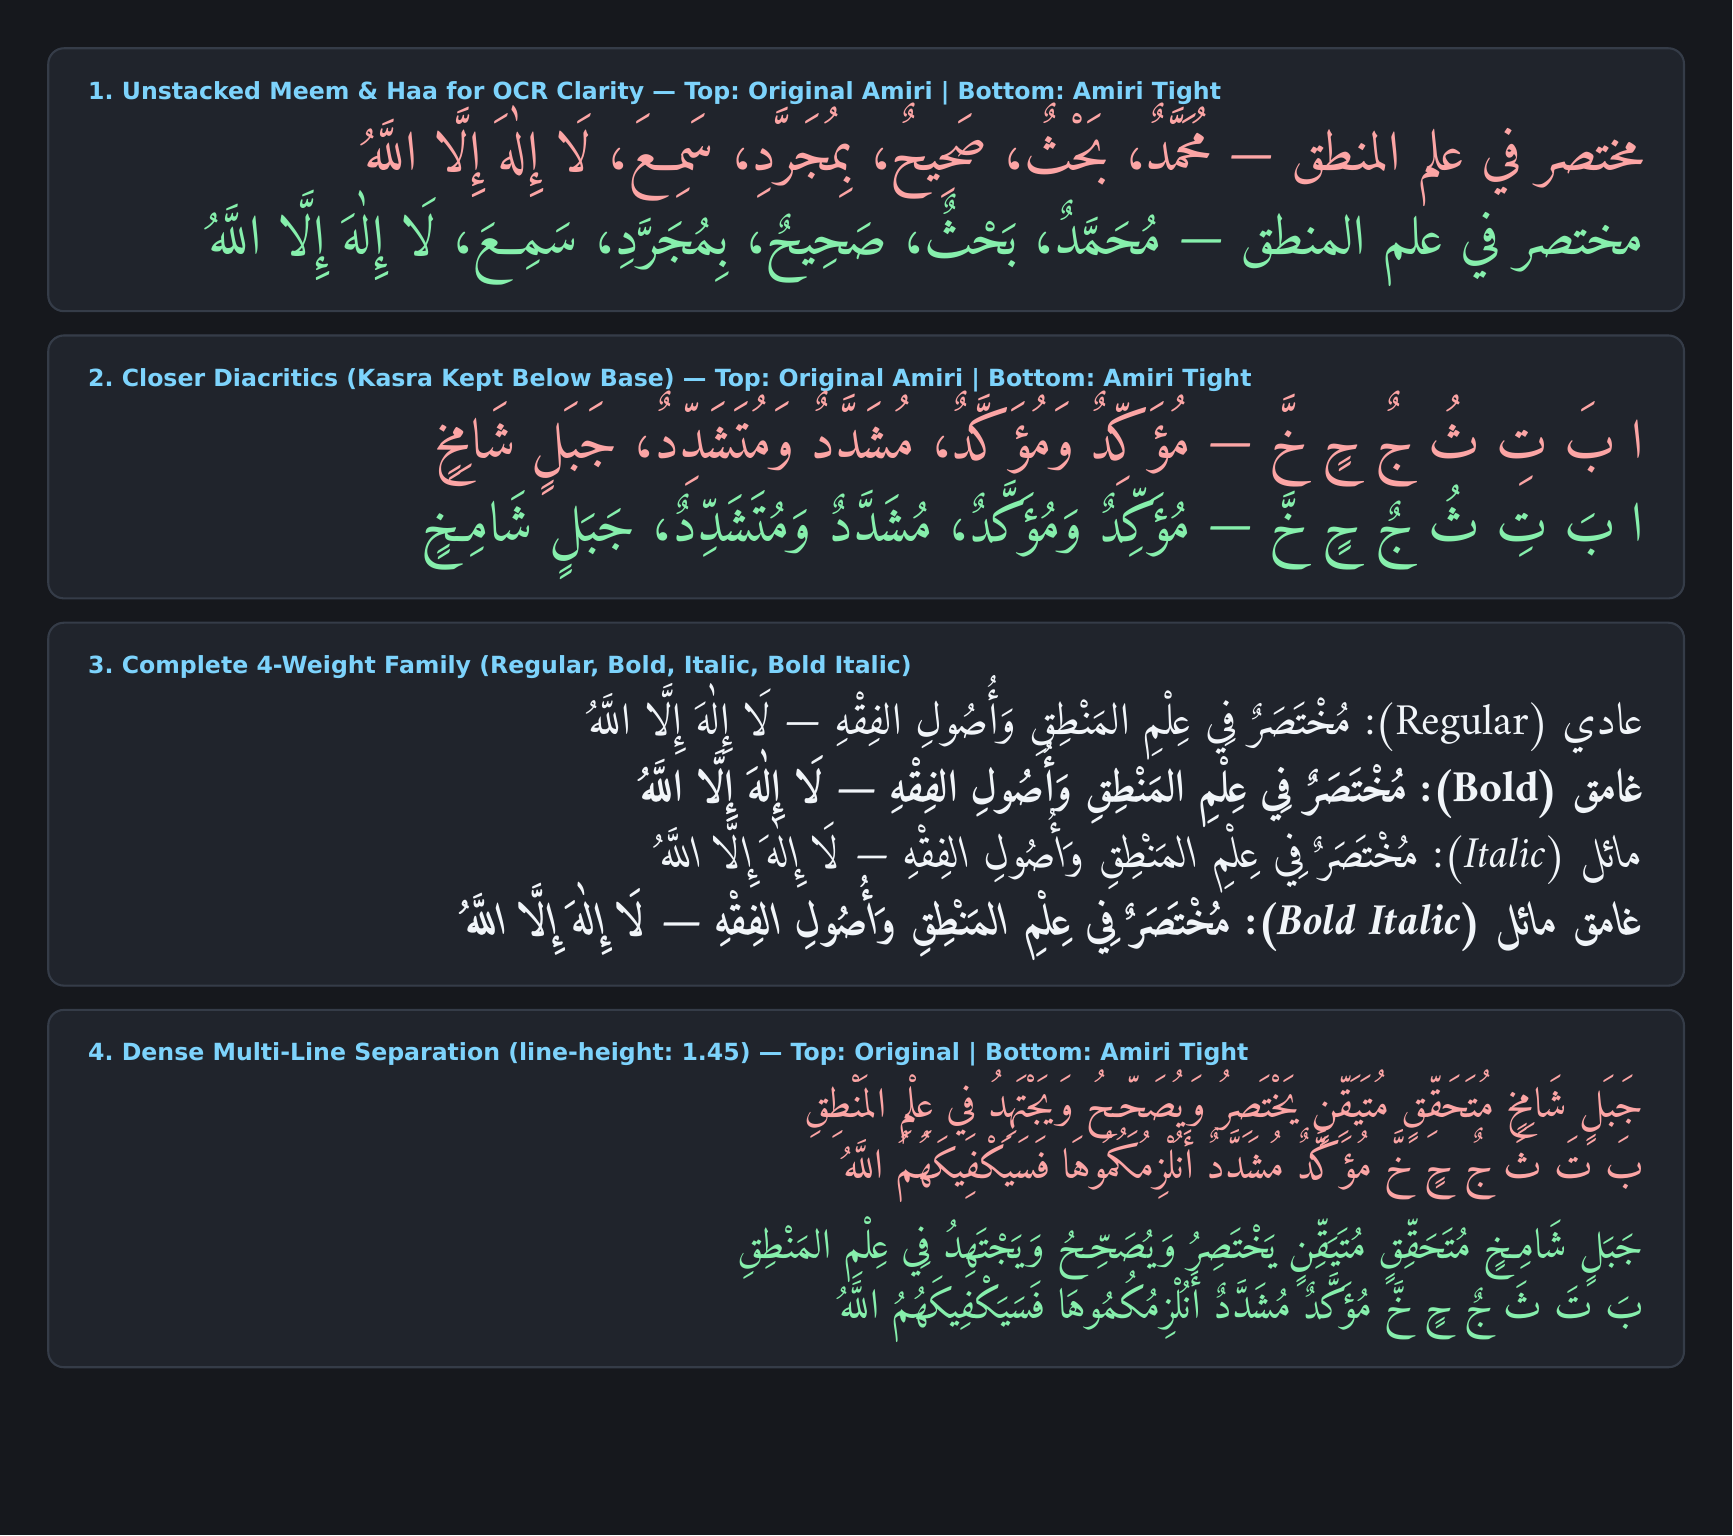 1. Unstacked Meem & Haa for OCR Clarity — Top: Original Amiri | Bottom: Amiri Tight
مختصر في علم المنطق — مُحَمَّدٌ، بَحْثٌ، صَحِيحٌ، بِمُجَرَّدِ، سَمِعَ، لَا إِلٰهَ إِلَّا اللَّهُ
مختصر في علم المنطق — مُحَمَّدٌ، بَحْثٌ، صَحِيحٌ، بِمُجَرَّدِ، سَمِعَ، لَا إِلٰهَ إِلَّا اللَّهُ
2. Closer Diacritics (Kasra Kept Below Base) — Top: Original Amiri | Bottom: Amiri Tight
ا بَ تِ ثُ جٌ حٍ خَّ — مُؤَكِّدٌ وَمُؤَكَّدٌ، مُشَدَّدٌ وَمُتَشَدِّدٌ، جَبَلٍ شَامِخٍ
ا بَ تِ ثُ جٌ حٍ خَّ — مُؤَكِّدٌ وَمُؤَكَّدٌ، مُشَدَّدٌ وَمُتَشَدِّدٌ، جَبَلٍ شَامِخٍ
3. Complete 4-Weight Family (Regular, Bold, Italic, Bold Italic)
عادي (Regular): مُخْتَصَرٌ فِي عِلْمِ المَنْطِقِ وَأُصُولِ الفِقْهِ — لَا إِلٰهَ إِلَّا اللَّهُ
غامق (Bold): مُخْتَصَرٌ فِي عِلْمِ المَنْطِقِ وَأُصُولِ الفِقْهِ — لَا إِلٰهَ إِلَّا اللَّهُ
مائل (Italic): مُخْتَصَرٌ فِي عِلْمِ المَنْطِقِ وَأُصُولِ الفِقْهِ — لَا إِلٰهَ إِلَّا اللَّهُ
غامق مائل (Bold Italic): مُخْتَصَرٌ فِي عِلْمِ المَنْطِقِ وَأُصُولِ الفِقْهِ — لَا إِلٰهَ إِلَّا اللَّهُ
4. Dense Multi-Line Separation (line-height: 1.45) — Top: Original | Bottom: Amiri Tight
جَبَلٍ شَامِخٍ مُتَحَقِّقٍ مُتَيَقِّنٍ يَخْتَصِرُ وَيُصَحِّحُ وَيَجْتَهِدُ فِي عِلْمِ المَنْطِقِ
بَ تَ ثَ جٌ حٍ خَّ مُؤَكَّدٌ مُشَدَّدٌ أَنُلْزِمُكُمُوهَا فَسَيَكْفِيكَهُمُ اللَّهُ
جَبَلٍ شَامِخٍ مُتَحَقِّقٍ مُتَيَقِّنٍ يَخْتَصِرُ وَيُصَحِّحُ وَيَجْتَهِدُ فِي عِلْمِ المَنْطِقِ
بَ تَ ثَ جٌ حٍ خَّ مُؤَكَّدٌ مُشَدَّدٌ أَنُلْزِمُكُمُوهَا فَسَيَكْفِيكَهُمُ اللَّهُ